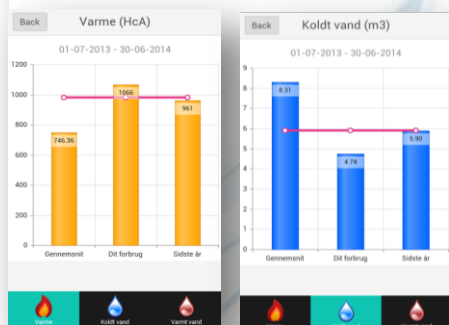 Back
Varme (HcA)
01-07-2013 - 30-06-2014
1200
1000
800
600
400
200
0
746.36
1066
961
Gennemsnit
Dit forbrug
Sidste år
Varme
Koldt vand
Varmt vand
Back
Koldt vand (m3)
01-07-2013 - 30-06-2014
9
8
7
6
5
4
3
2
1
0
8.31
4.74
5.90
Gennemsnit
Dit forbrug
Sidste år
Koldt vand